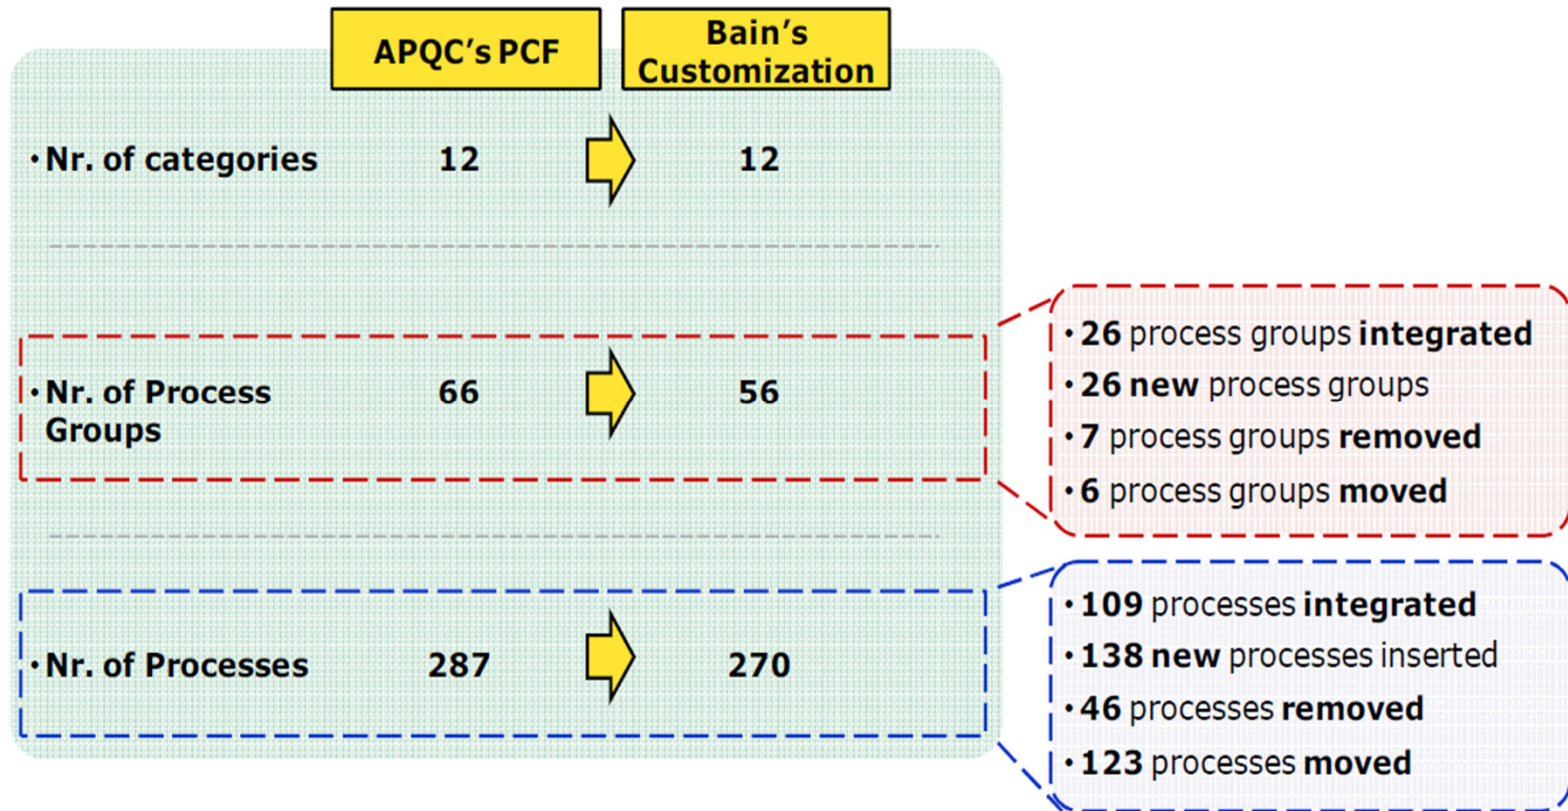 APQC’s PCF
Bain’s
Customization
• Nr. of categories 12 12
• Nr. of Process 66 56
Groups
• Nr. of Processes 287 270
• 26 process groups integrated
• 26 new process groups
• 7 process groups removed
• 6 process groups moved
• 109 processes integrated
• 138 new processes inserted
• 46 processes removed
• 123 processes moved